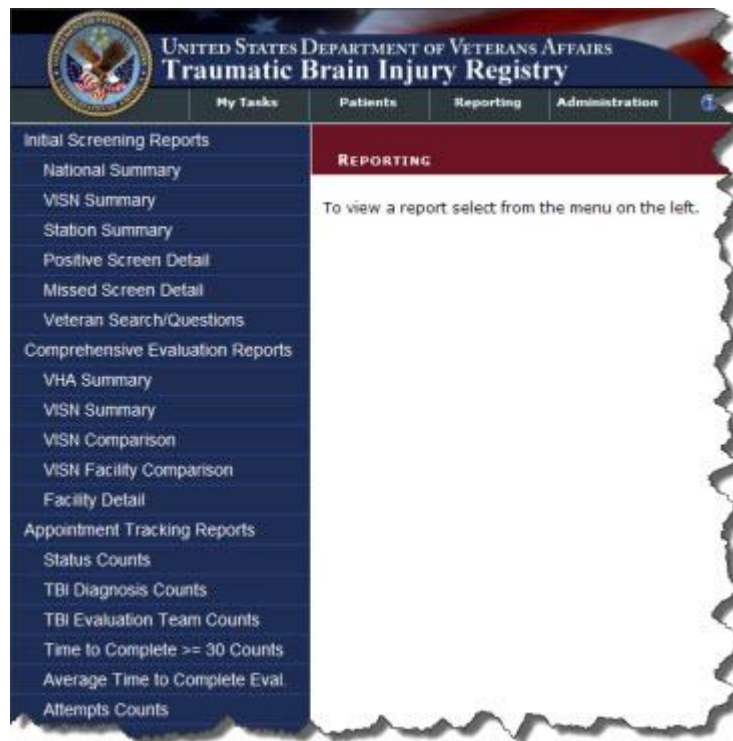 UNITED STATES DEPARTMENT OF VETERANS AFFAIRS
Traumatic Brain Injury Registry
My Tasks
Patients
Reporting
Administration
Initial Screening Reports
National Summary
VISN Summary
Station Summary
Positive Screen Detail
Missed Screen Detail
Veteran Search/Questions
Comprehensive Evaluation Reports
VHA Summary
VISN Summary
VISN Comparison
VISN Facility Comparison
Facility Detail
Appointment Tracking Reports
Status Counts
TBI Diagnosis Counts
TBI Evaluation Team Counts
Time to Complete >= 30 Counts
Average Time to Complete Eval.
Attempts Counts
REPORTING
To view a report select from the menu on the left.